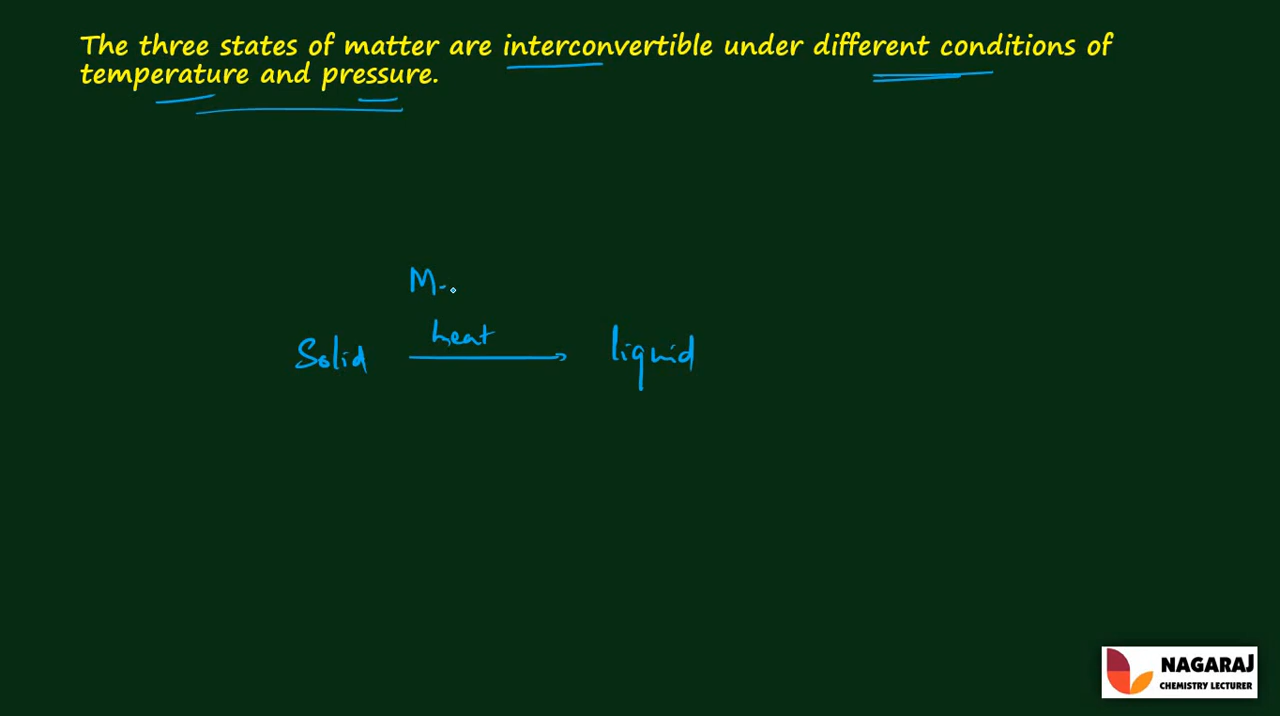 The three states of matter are interconvertible under different conditions of
temperature and pressure.
M.
heat
Solid
liquid
NAGARAJ
CHEMISTRY LECTURER